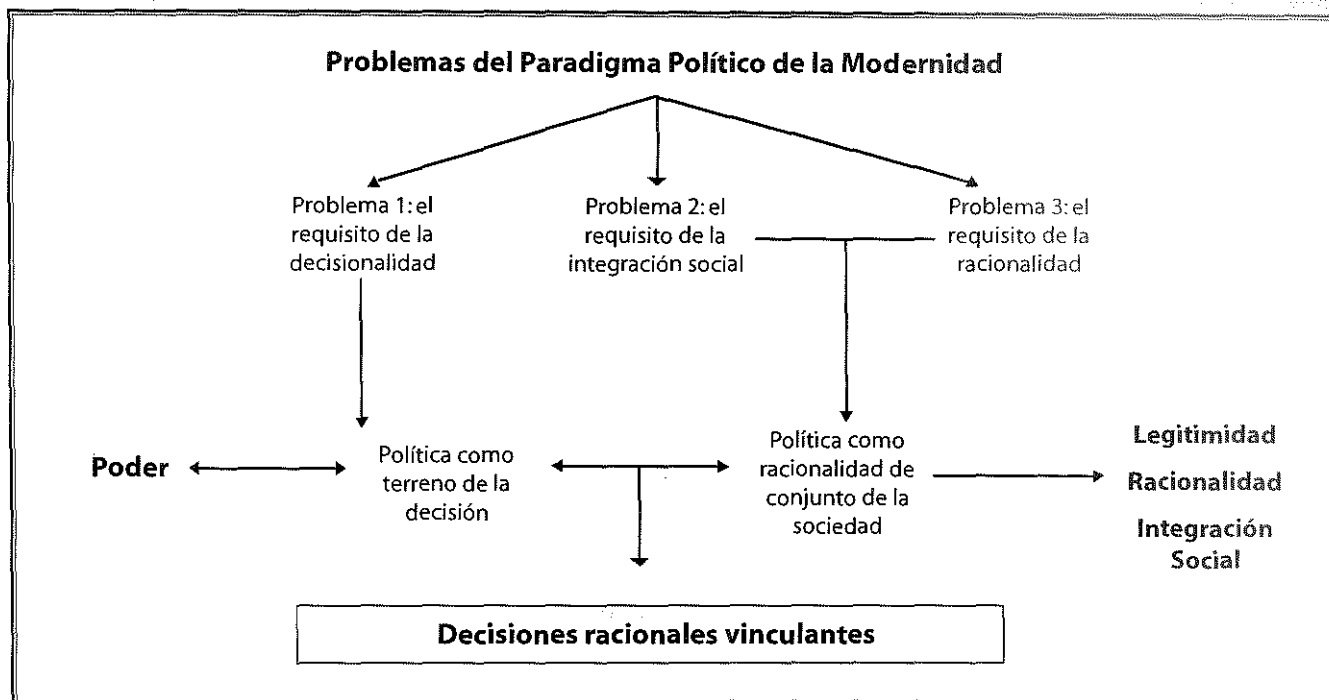 Problemas del Paradigma Político de la Modernidad
Problema 1: el
requisito de la
decisionalidad
Problema 2: el
requisito de la
integración social
Problema 3: el
requisito de la
racionalidad
Poder
Política como
terreno de la
decisión
Política como
racionalidad de
conjunto de la
sociedad
Legitimidad
Racionalidad
Integración
Social
Decisiones racionales vinculantes